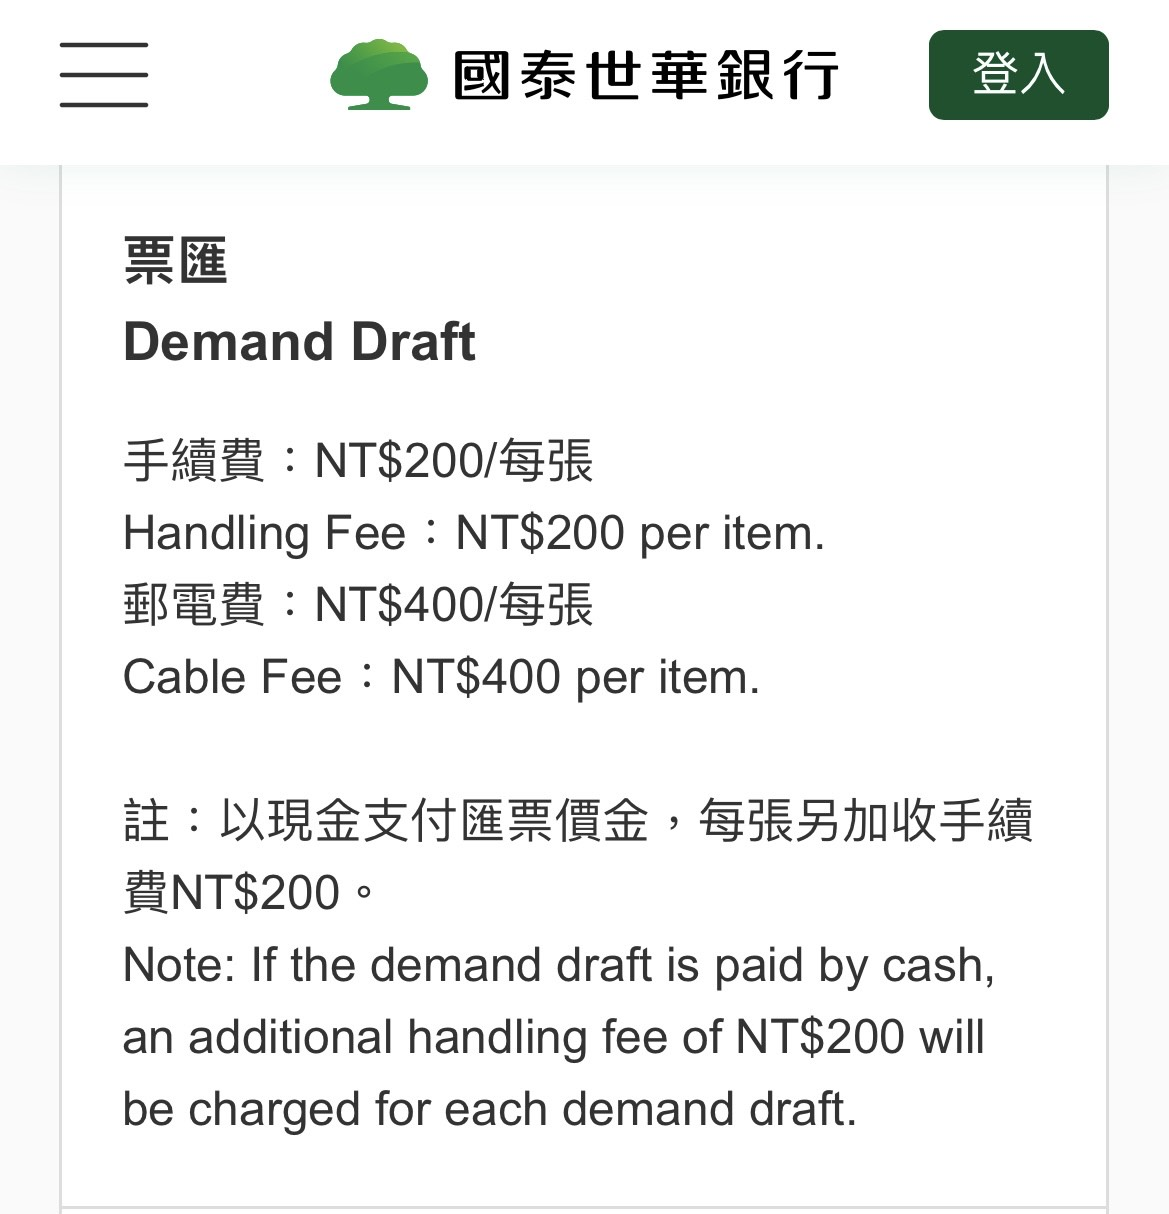 國泰世華銀行
登入
票匯
Demand Draft
手續費：NT$200/每張
Handling Fee：NT$200 per item.
郵電費：NT$400/每張
Cable Fee：NT$400 per item.
註：以現金支付匯票價金，每張另加收手續
費NT$200。
Note: If the demand draft is paid by cash,
an additional handling fee of NT$200 will
be charged for each demand draft.